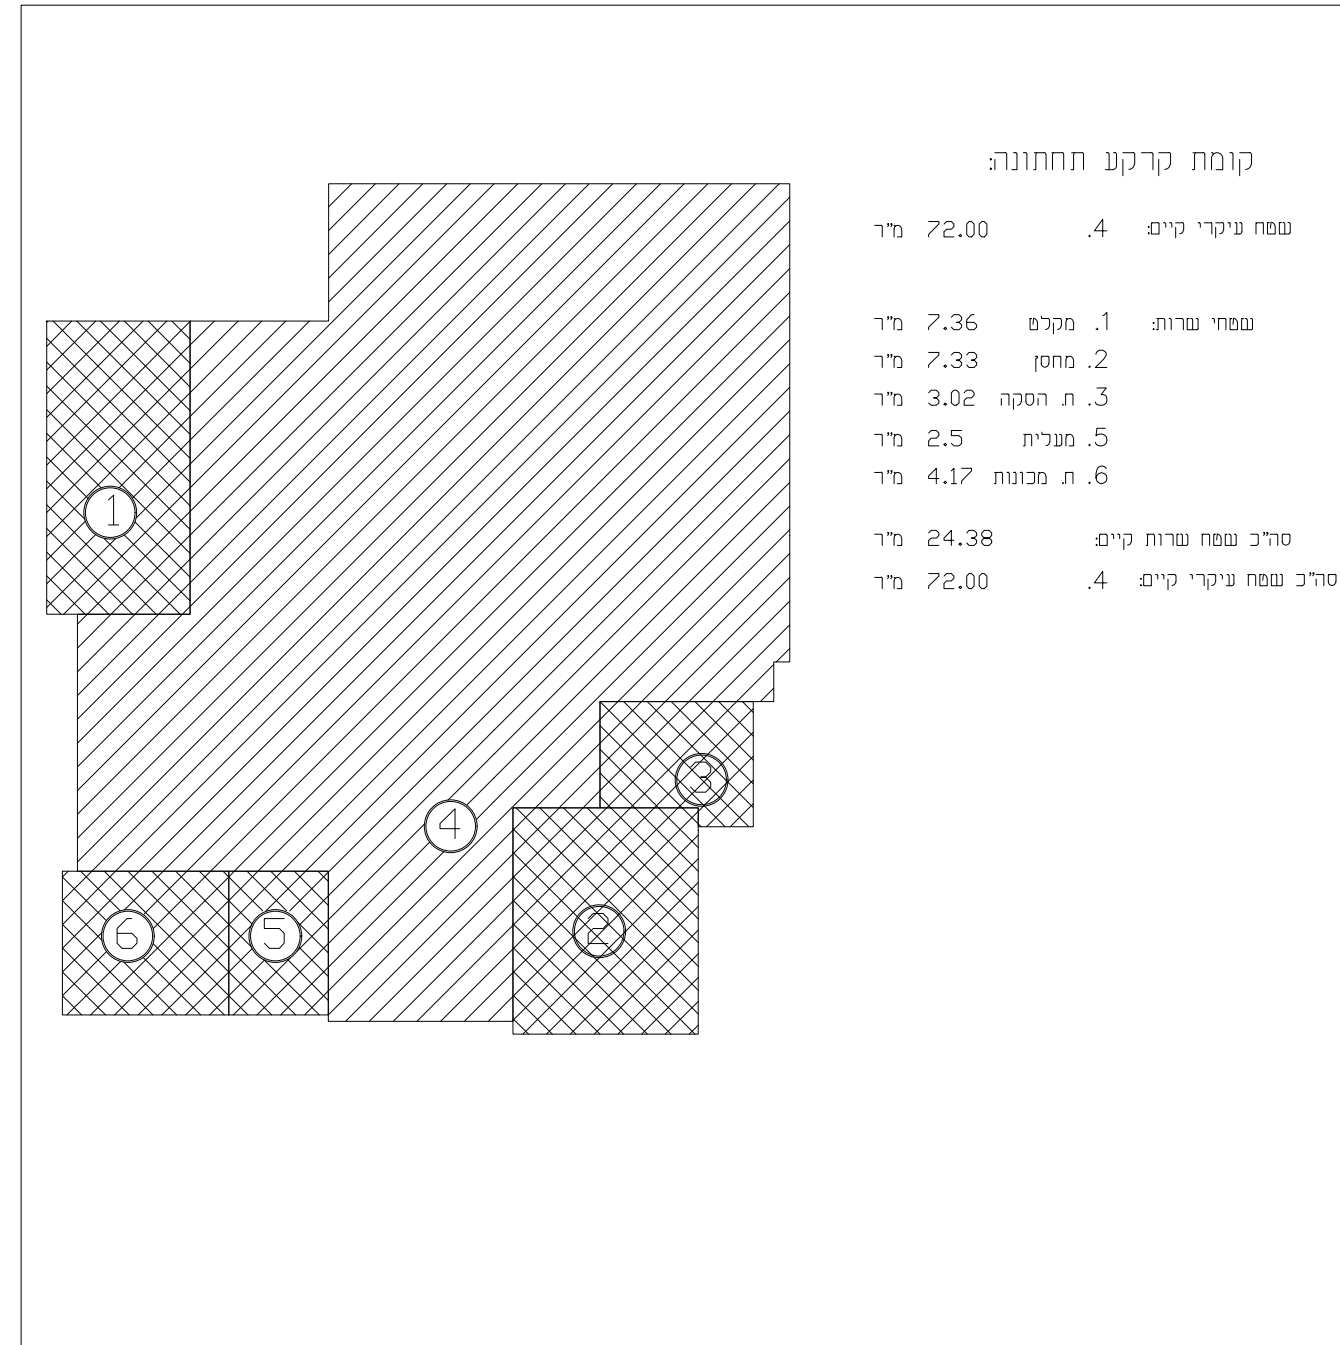 קומת קרקע תחתונה:
שטח עיקרי קיים: 4. 72.00 מ"ר
שטחי שרות: 1. מקלט 7.36 מ"ר
2. מחסן 7.33 מ"ר
3. ח. הסקה 3.02 מ"ר
5. מעלית 2.5 מ"ר
6. ח. מכונות 4.17 מ"ר
סה"כ שטח שרות קיים: 24.38 מ"ר
סה"כ שטח עיקרי קיים: 4. 72.00 מ"ר
1
3
4
2
5
6